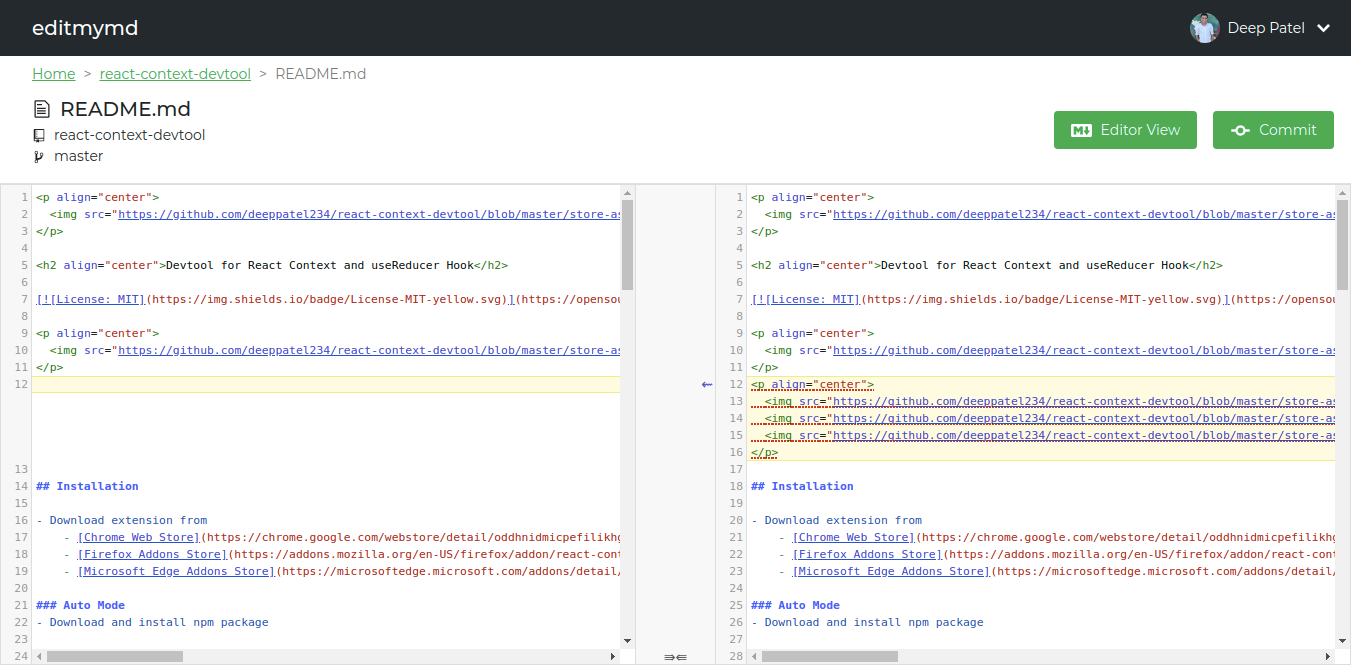 editmymd
Deep Patel
Home > react-context-devtool > README.md
README.md
react-context-devtool
master
Editor View
Commit
1 <p align="center">
2 <img src="https://github.com/deeppatel234/react-context-devtool/blob/master/store-as
3 </p>
4
5 <h2 align="center">Devtool for React Context and useReducer Hook</h2>
6
7 [![License: MIT](https://img.shields.io/badge/License-MIT-yellow.svg)](https://opensou
8
9 <p align="center">
10 <img src="https://github.com/deeppatel234/react-context-devtool/blob/master/store-as
11 </p>
12
13
14 ## Installation
15
16 - Download extension from
17 - [Chrome Web Store](https://chrome.google.com/webstore/detail/oddhnidmicpefilikhg
18 - [Firefox Addons Store](https://addons.mozilla.org/en-US/firefox/addon/react-cont
19 - [Microsoft Edge Addons Store](https://microsoftedge.microsoft.com/addons/detail/
20
21 ### Auto Mode
22 - Download and install npm package
23
24
1 <p align="center">
2 <img src="https://github.com/deeppatel234/react-context-devtool/blob/master/store-as
3 </p>
4
5 <h2 align="center">Devtool for React Context and useReducer Hook</h2>
6
7 [![License: MIT](https://img.shields.io/badge/License-MIT-yellow.svg)](https://opensou
8
9 <p align="center">
10 <img src="https://github.com/deeppatel234/react-context-devtool/blob/master/store-as
11 </p>
12 <p align="center">
13 <img src="https://github.com/deeppatel234/react-context-devtool/blob/master/store-as
14 <img src="https://github.com/deeppatel234/react-context-devtool/blob/master/store-as
15 <img src="https://github.com/deeppatel234/react-context-devtool/blob/master/store-as
16 </p>
17
18 ## Installation
19
20 - Download extension from
21 - [Chrome Web Store](https://chrome.google.com/webstore/detail/oddhnidmicpefilikhg
22 - [Firefox Addons Store](https://addons.mozilla.org/en-US/firefox/addon/react-cont
23 - [Microsoft Edge Addons Store](https://microsoftedge.microsoft.com/addons/detail/
24
25 ### Auto Mode
26 - Download and install npm package
27
28